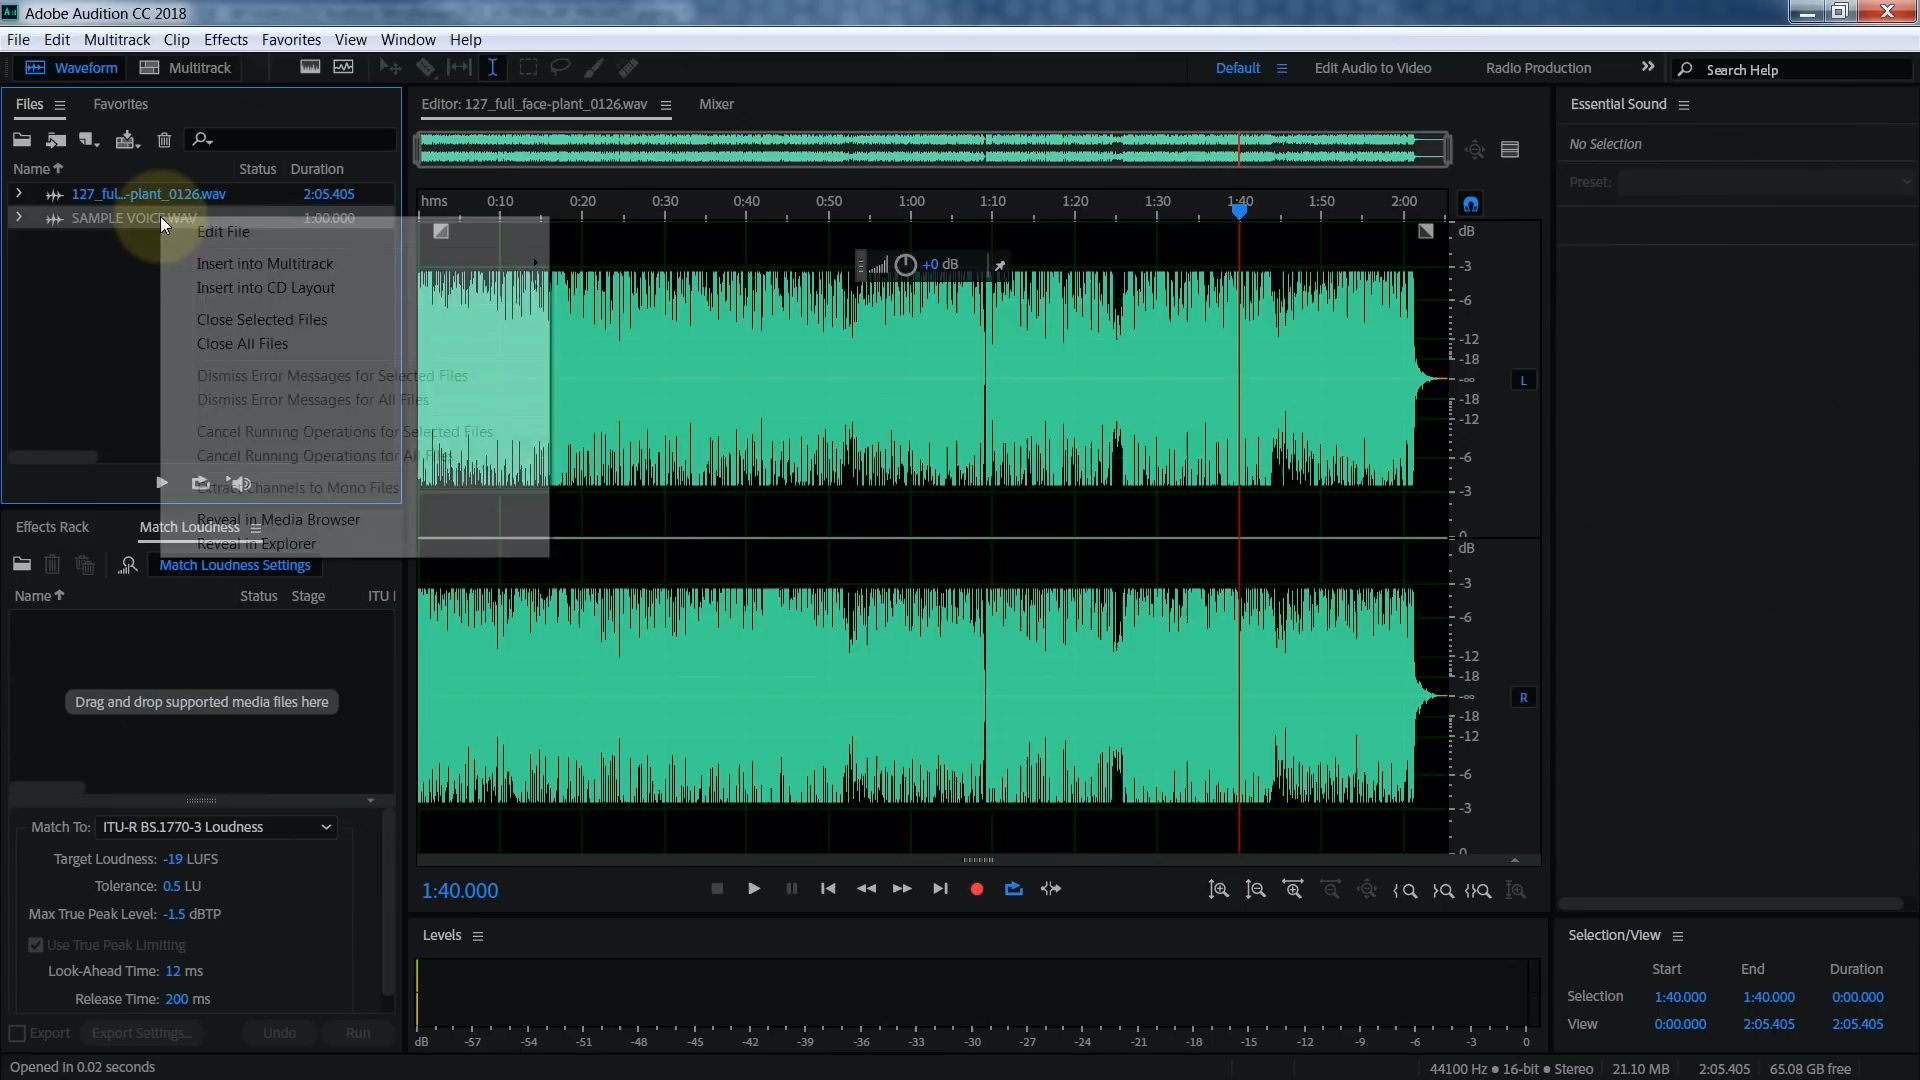 Adobe Audition CC 2018
File Edit Multitrack Clip Effects Favorites View Window Help
Waveform Multitrack Default Edit Audio to Video Radio Production Search Help
Files Favorites
Name Status Duration
127_ful...-plant_0126.wav 2:05.405
SAMPLE VOICE.WAV 1:00.000
Edit File
Insert into Multitrack
Insert into CD Layout
Close Selected Files
Close All Files
Dismiss Error Messages for Selected Files
Dismiss Error Messages for All Files
Cancel Running Operations for Selected Files
Cancel Running Operations for All Files
Extract Channels to Mono Files
Reveal in Media Browser
Reveal in Explorer
Effects Rack Match Loudness
Match Loudness Settings
Name Status Stage ITU
Drag and drop supported media files here
Match To: ITU-R BS.1770-3 Loudness
Target Loudness: -19 LUFS
Tolerance: 0.5 LU
Max True Peak Level: -1.5 dBTP
Use True Peak Limiting
Look-Ahead Time: 12 ms
Release Time: 200 ms
Export Export Settings... Undo Run
Opened in 0.02 seconds
Editor: 127_full_face-plant_0126.wav Mixer
hms 0:10 0:20 0:30 0:40 0:50 1:00 1:10 1:20 1:30 1:40 1:50 2:00
+0 dB
dB
-3
-6
-12
-18
-∞
-18
-12
-6
-3
0
L
dB
-3
-6
-12
-18
-∞
-18
-12
-6
-3
0
R
1:40.000
Levels
dB -57 -54 -51 -48 -45 -42 -39 -36 -33 -30 -27 -24 -21 -18 -15 -12 -9 -6 -3 0
Essential Sound
No Selection
Preset:
Selection/View
Start End Duration
Selection 1:40.000 1:40.000 0:00.000
View 0:00.000 2:05.405 2:05.405
44100 Hz ● 16-bit ● Stereo 21.10 MB 2:05.405 65.08 GB free